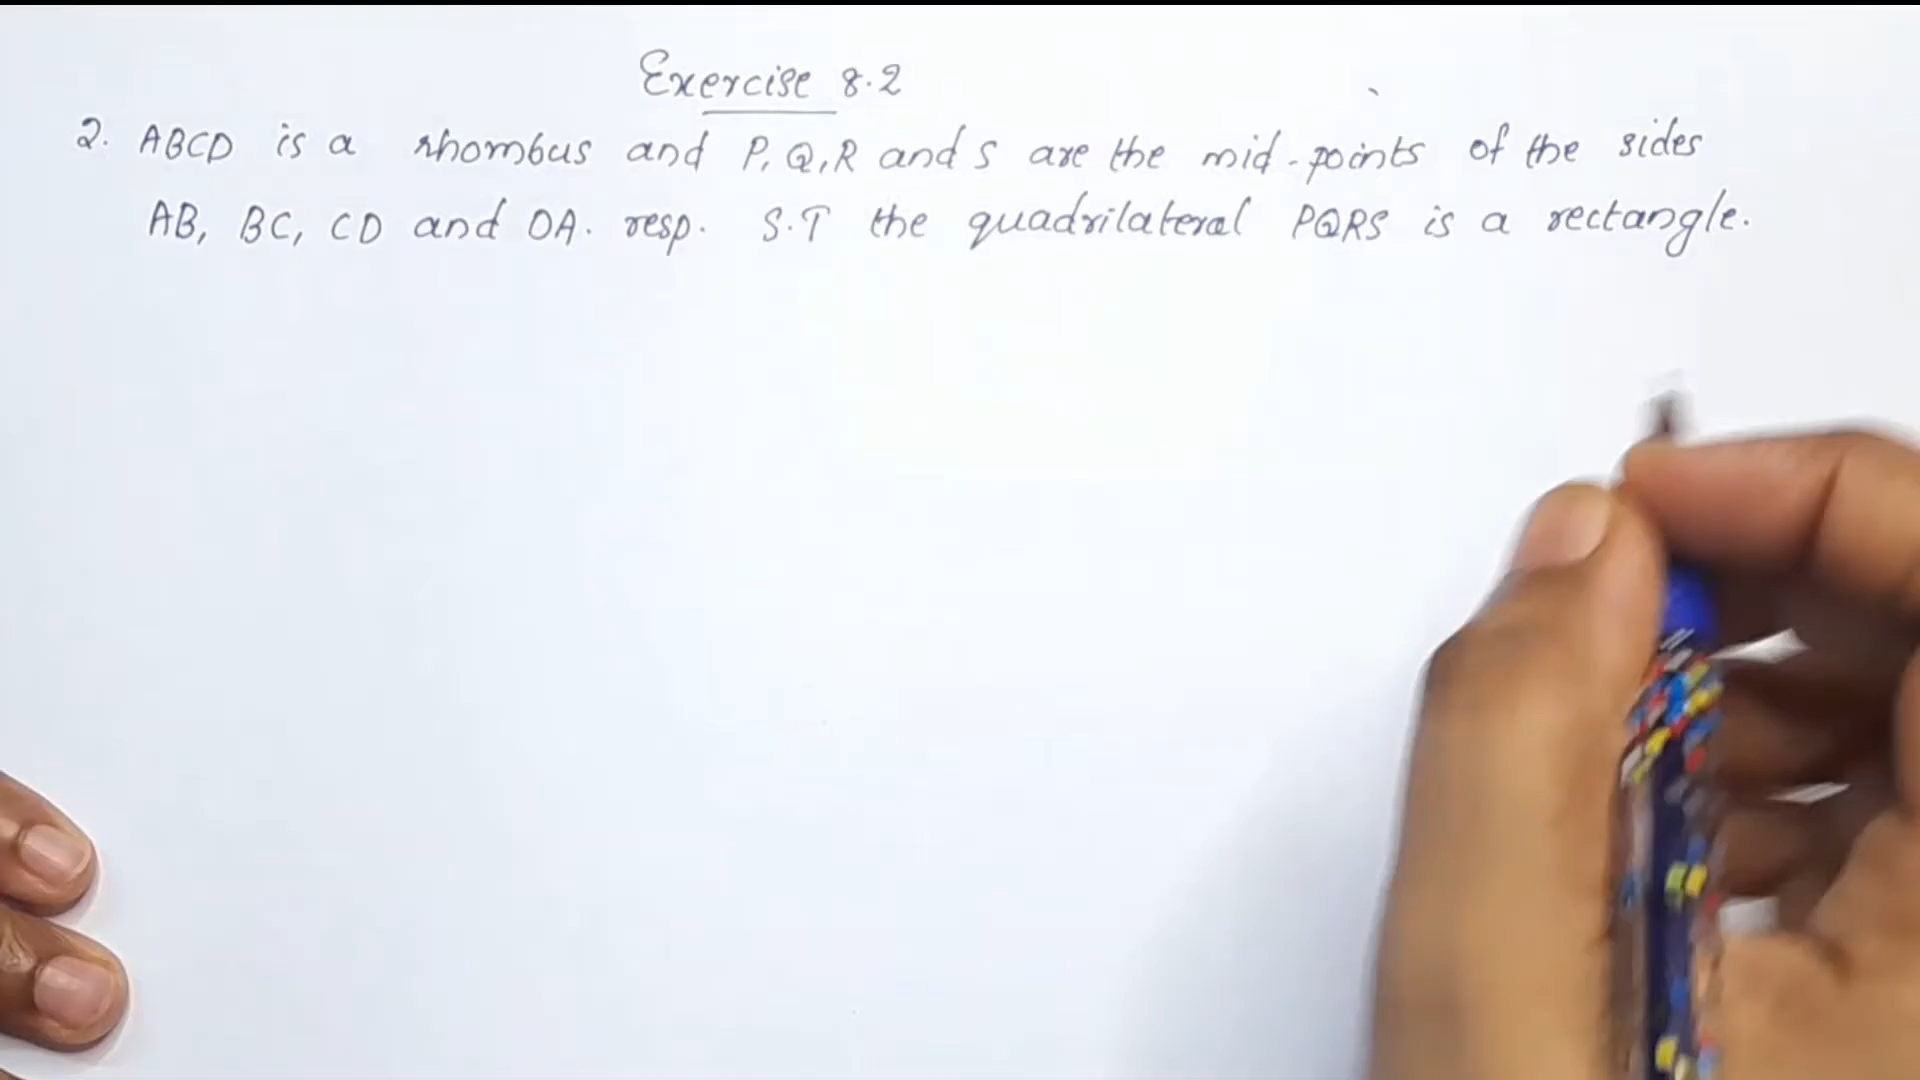 Exercise 8.2
2. ABCD is a rhombus and P, Q, R and S are the mid-points of the sides
AB, BC, CD and DA. resp. S.T the quadrilateral PQRS is a rectangle.